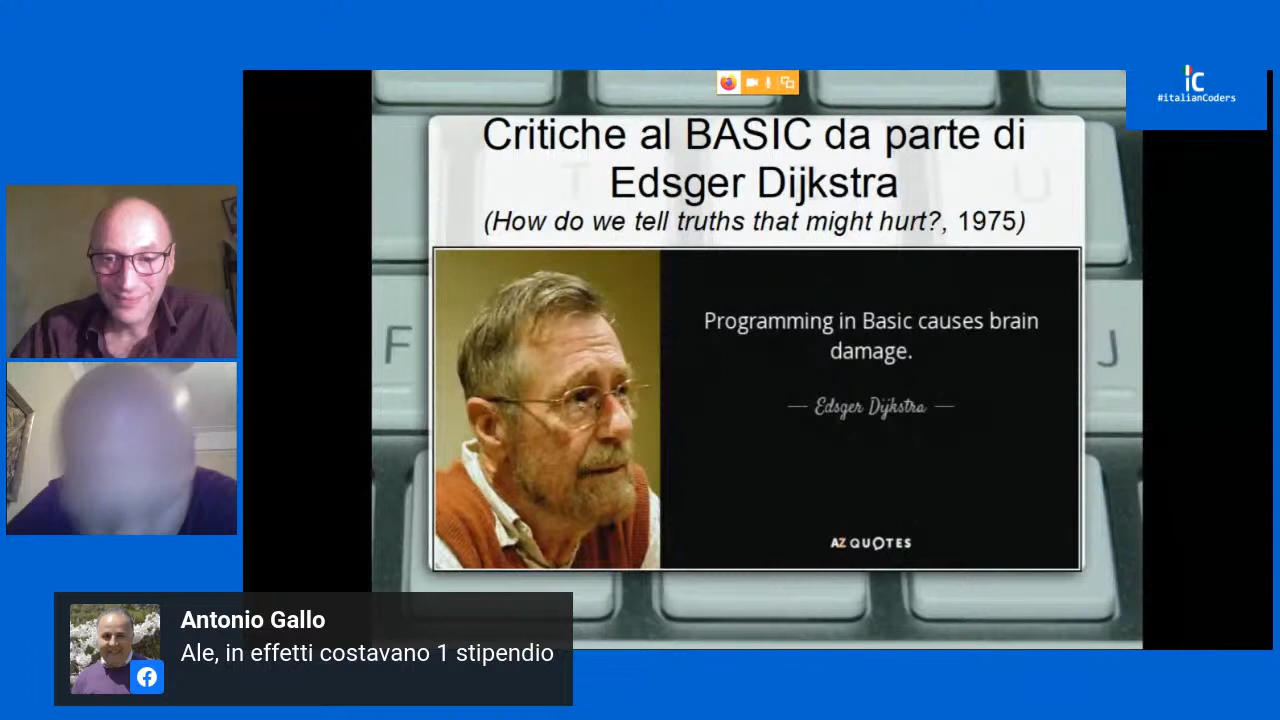 iC
#italianCoders
Critiche al BASIC da parte di
Edsger Dijkstra
(How do we tell truths that might hurt?, 1975)
T
U
F
J
Programming in Basic causes brain
damage.
— Edsger Dijkstra —
AZ QUOTES
Antonio Gallo
Ale, in effetti costavano 1 stipendio